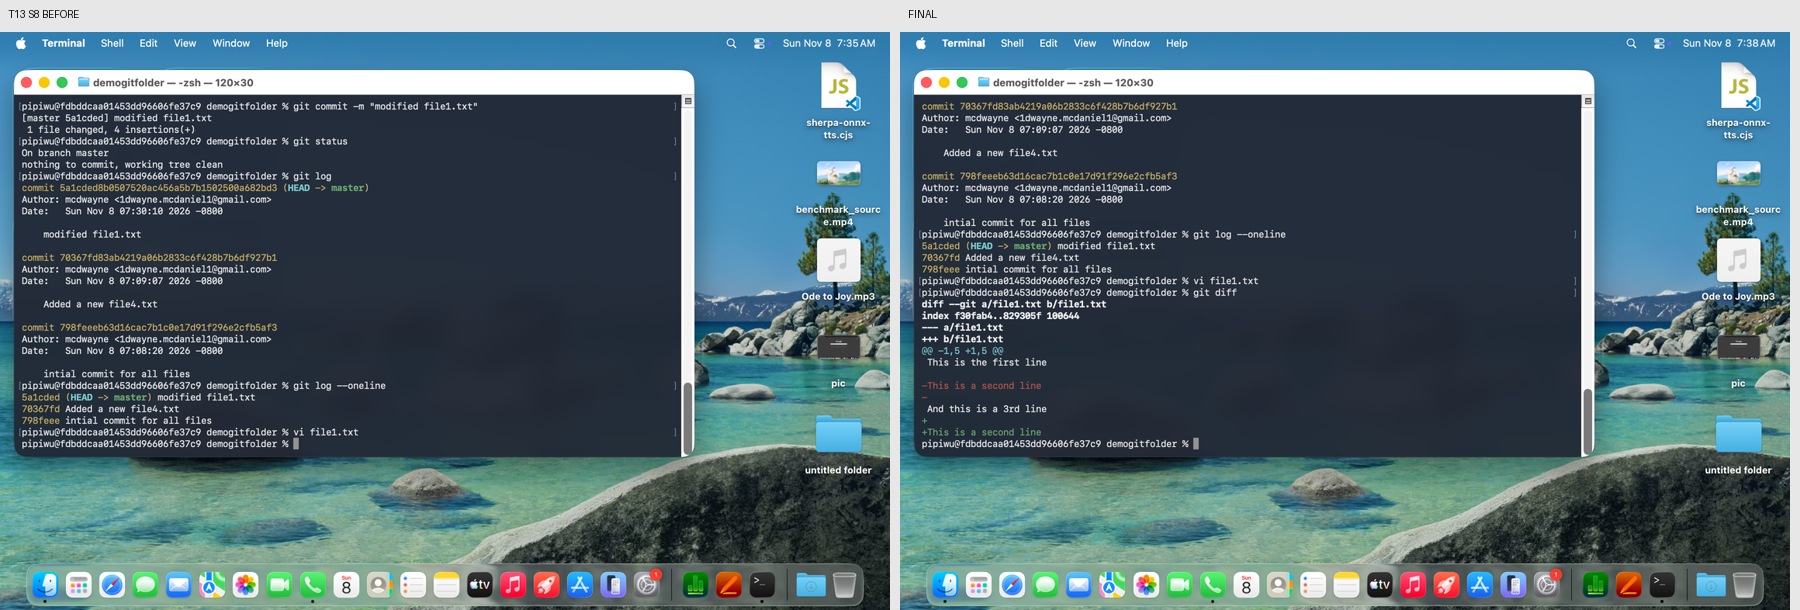 T13 S8 BEFORE
Terminal Shell Edit View Window Help
Sun Nov 8 7:35 AM
demogitfolder — -zsh — 120×30
[pipiwu@fdbddcaa01453dd96606fe37c9 demogitfolder % git commit -m "modified file1.txt" ]
[master 5a1cded] modified file1.txt
1 file changed, 4 insertions(+)
[pipiwu@fdbddcaa01453dd96606fe37c9 demogitfolder % git status ]
On branch master
nothing to commit, working tree clean
[pipiwu@fdbddcaa01453dd96606fe37c9 demogitfolder % git log ]
commit 5a1cded8b0507520ac456a5b7b1502500a682bd3 (HEAD -> master)
Author: mcdwayne <1dwayne.mcdaniel1@gmail.com>
Date: Sun Nov 8 07:30:10 2026 -0800
modified file1.txt
commit 70367fd83ab4219a06b2833c6f428b7b6df927b1
Author: mcdwayne <1dwayne.mcdaniel1@gmail.com>
Date: Sun Nov 8 07:09:07 2026 -0800
Added a new file4.txt
commit 798feeeb63d16cac7b1c0e17d91f296e2cfb5af3
Author: mcdwayne <1dwayne.mcdaniel1@gmail.com>
Date: Sun Nov 8 07:08:20 2026 -0800
intial commit for all files
[pipiwu@fdbddcaa01453dd96606fe37c9 demogitfolder % git log --oneline ]
5a1cded (HEAD -> master) modified file1.txt
70367fd Added a new file4.txt
798feee intial commit for all files
[pipiwu@fdbddcaa01453dd96606fe37c9 demogitfolder % vi file1.txt ]
pipiwu@fdbddcaa01453dd96606fe37c9 demogitfolder %
JS
sherpa-onnx-
tts.cjs
benchmark_sourc
e.mp4
Ode to Joy.mp3
pic
untitled folder
Sun
8
tv
1
>_
FINAL
Terminal Shell Edit View Window Help
Sun Nov 8 7:38 AM
demogitfolder — -zsh — 120×30
commit 70367fd83ab4219a06b2833c6f428b7b6df927b1
Author: mcdwayne <1dwayne.mcdaniel1@gmail.com>
Date: Sun Nov 8 07:09:07 2026 -0800
Added a new file4.txt
commit 798feeeb63d16cac7b1c0e17d91f296e2cfb5af3
Author: mcdwayne <1dwayne.mcdaniel1@gmail.com>
Date: Sun Nov 8 07:08:20 2026 -0800
intial commit for all files
[pipiwu@fdbddcaa01453dd96606fe37c9 demogitfolder % git log --oneline ]
5a1cded (HEAD -> master) modified file1.txt
70367fd Added a new file4.txt
798feee intial commit for all files
[pipiwu@fdbddcaa01453dd96606fe37c9 demogitfolder % vi file1.txt ]
[pipiwu@fdbddcaa01453dd96606fe37c9 demogitfolder % git diff ]
diff --git a/file1.txt b/file1.txt
index f30fab4..829305f 100644
--- a/file1.txt
+++ b/file1.txt
@@ -1,5 +1,5 @@
This is the first line
-This is a second line
-
And this is a 3rd line
+
+This is a second line
pipiwu@fdbddcaa01453dd96606fe37c9 demogitfolder %
JS
sherpa-onnx-
tts.cjs
benchmark_sourc
e.mp4
Ode to Joy.mp3
pic
untitled folder
Sun
8
tv
1
>_